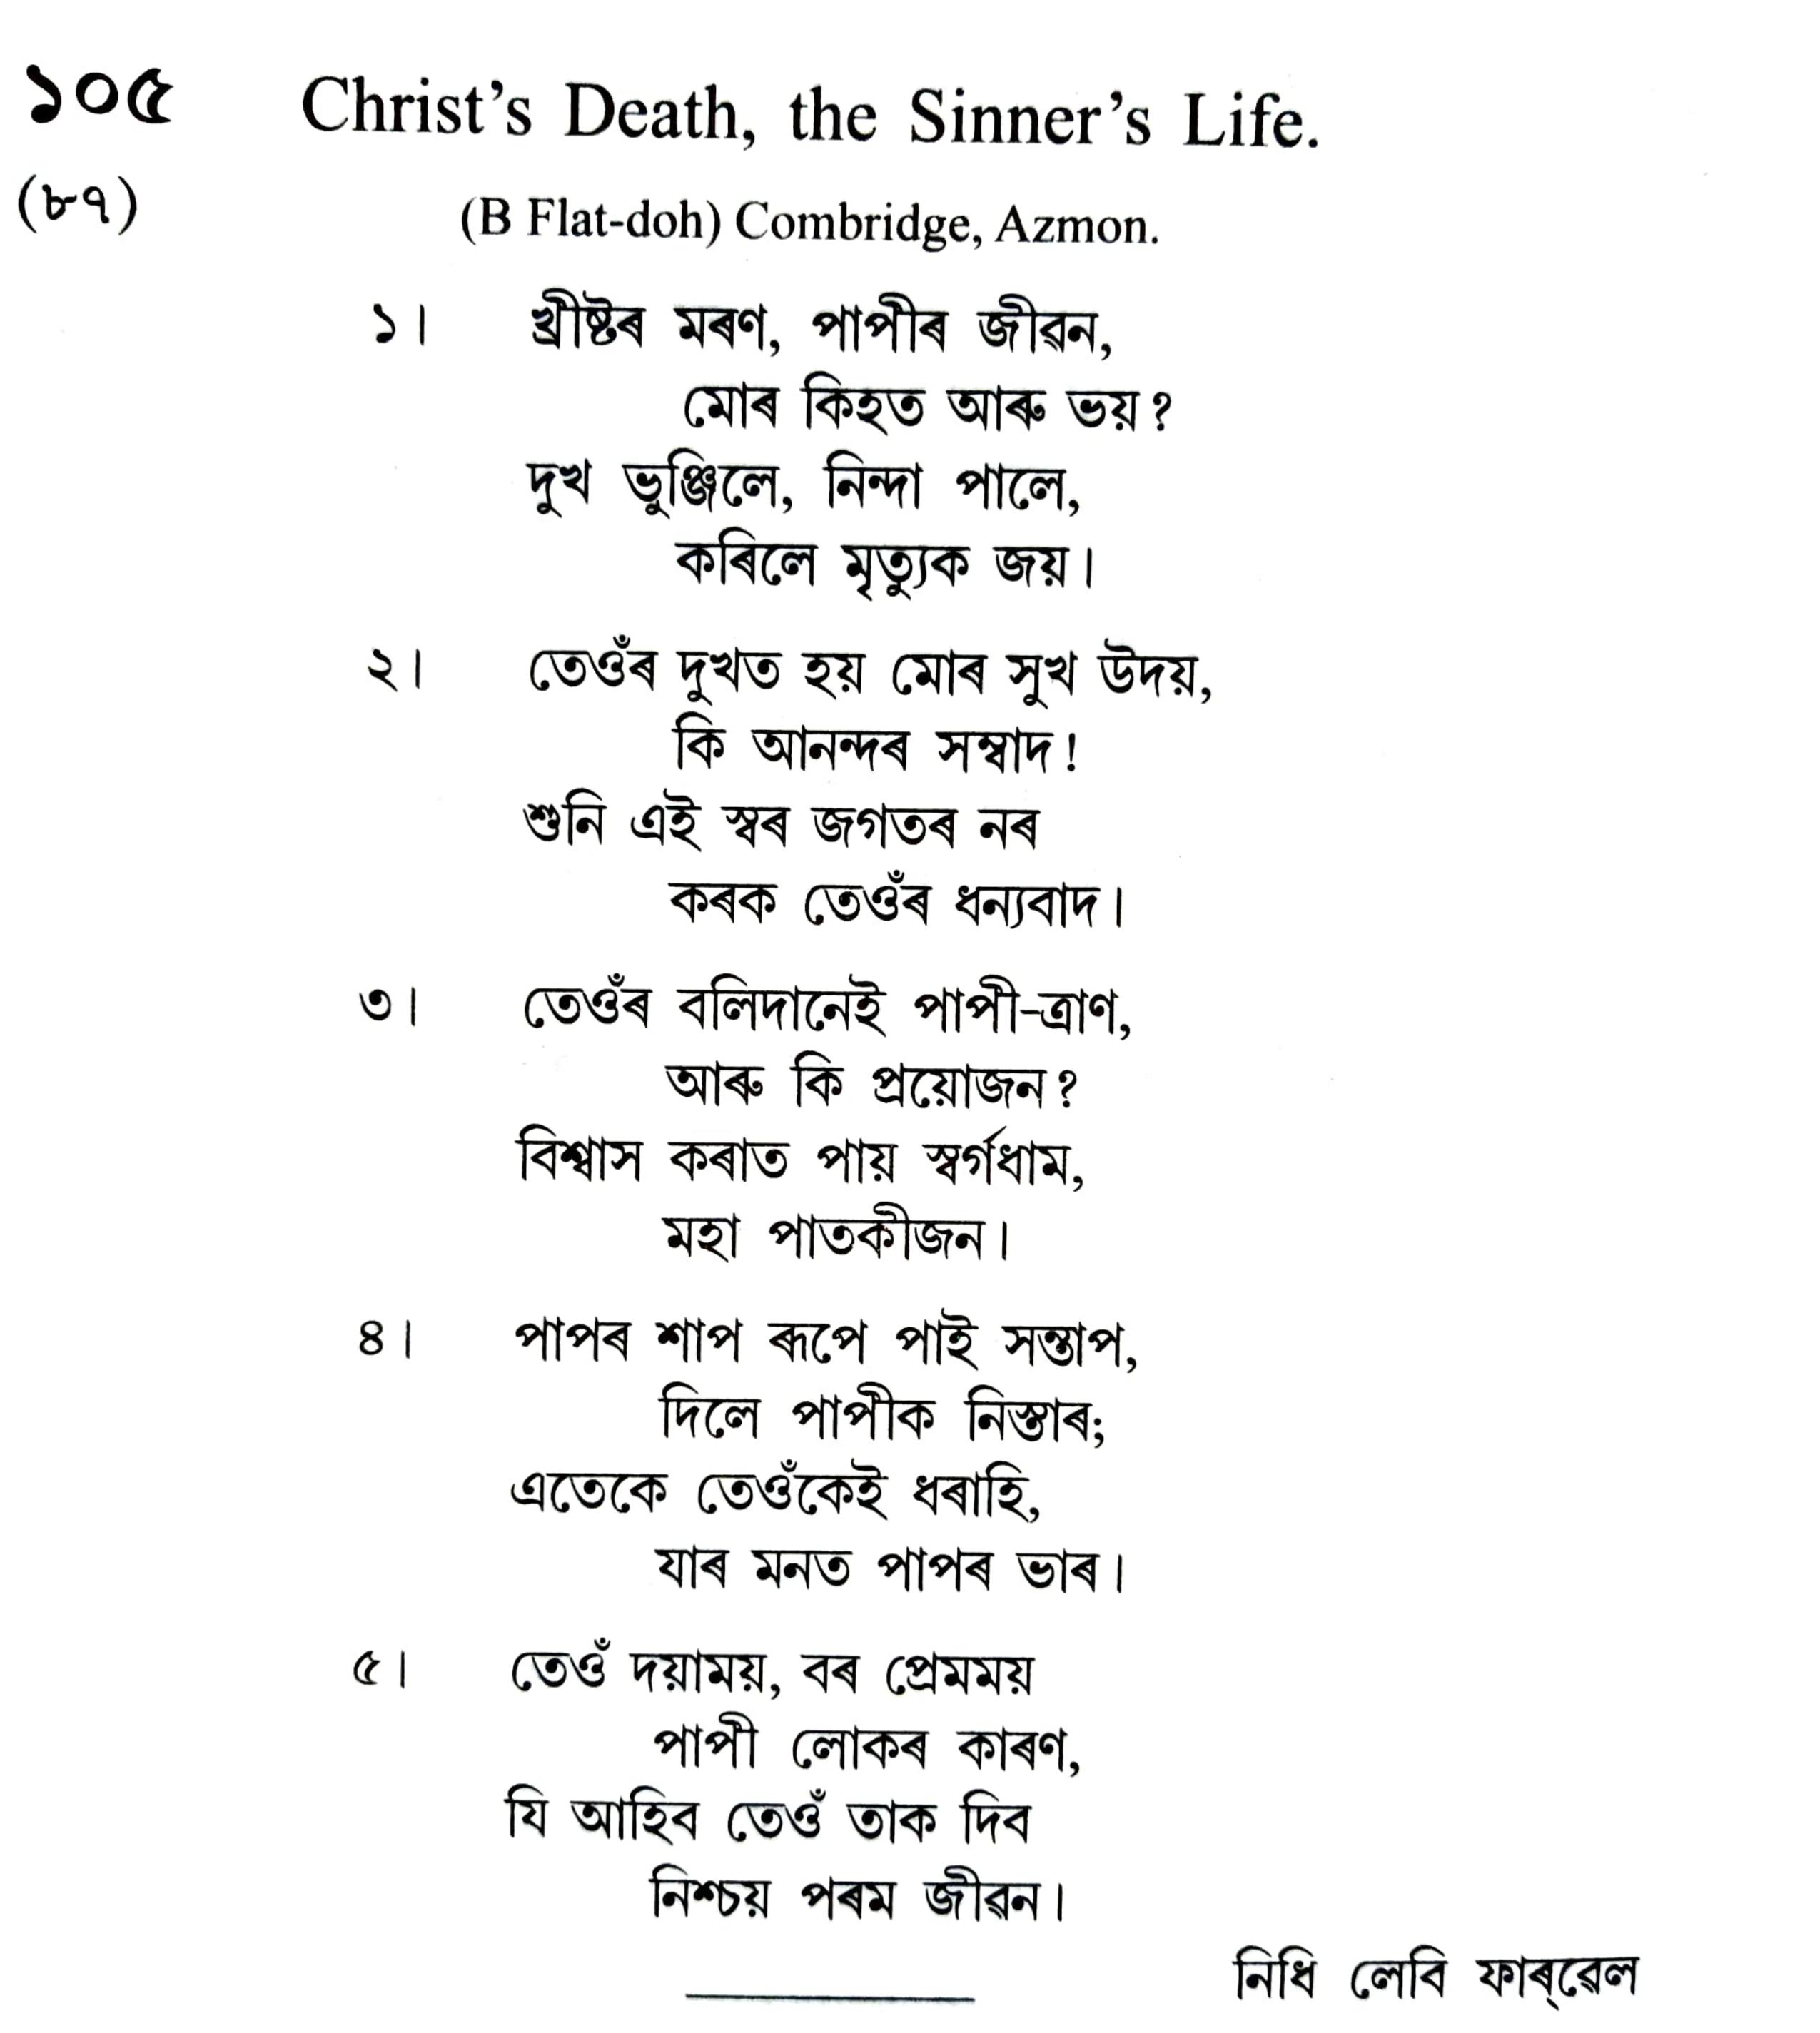 ১০৫ Christ's Death, the Sinner's Life.
(৮৭) (B Flat-doh) Combridge, Azmon.
১। খ্ৰীষ্টৰ মৰণ, পাপীৰ জীৱন,
মোৰ কিহত আৰু ভয়?
দুখ ভুঞ্জিলে, নিন্দা পালে,
কৰিলে মৃত্যুক জয়।
২। তেওঁৰ দুখত হয় মোৰ সুখ উদয়,
কি আনন্দৰ সম্বাদ!
শুনি এই স্বৰ জগতৰ নৰ
কৰক তেওঁৰ ধন্যবাদ।
৩। তেওঁৰ বলিদানেই পাপী-ত্ৰাণ,
আৰু কি প্ৰয়োজন?
বিশ্বাস কৰাত পায় স্বৰ্গধাম,
মহা পাতকীজন।
৪। পাপৰ শাপ ৰূপে পাই সন্তাপ,
দিলে পাপীক নিস্তাৰ;
এতেকে তেওঁকেই ধৰাহি,
যাৰ মনত পাপৰ ভাৰ।
৫। তেওঁ দয়াময়, বৰ প্ৰেমময়
পাপী লোকৰ কাৰণ,
যি আহিব তেওঁ তাক দিব
নিশ্চয় পৰম জীৱন।
নিধি লেবি ফাৰ্‌ৱেল